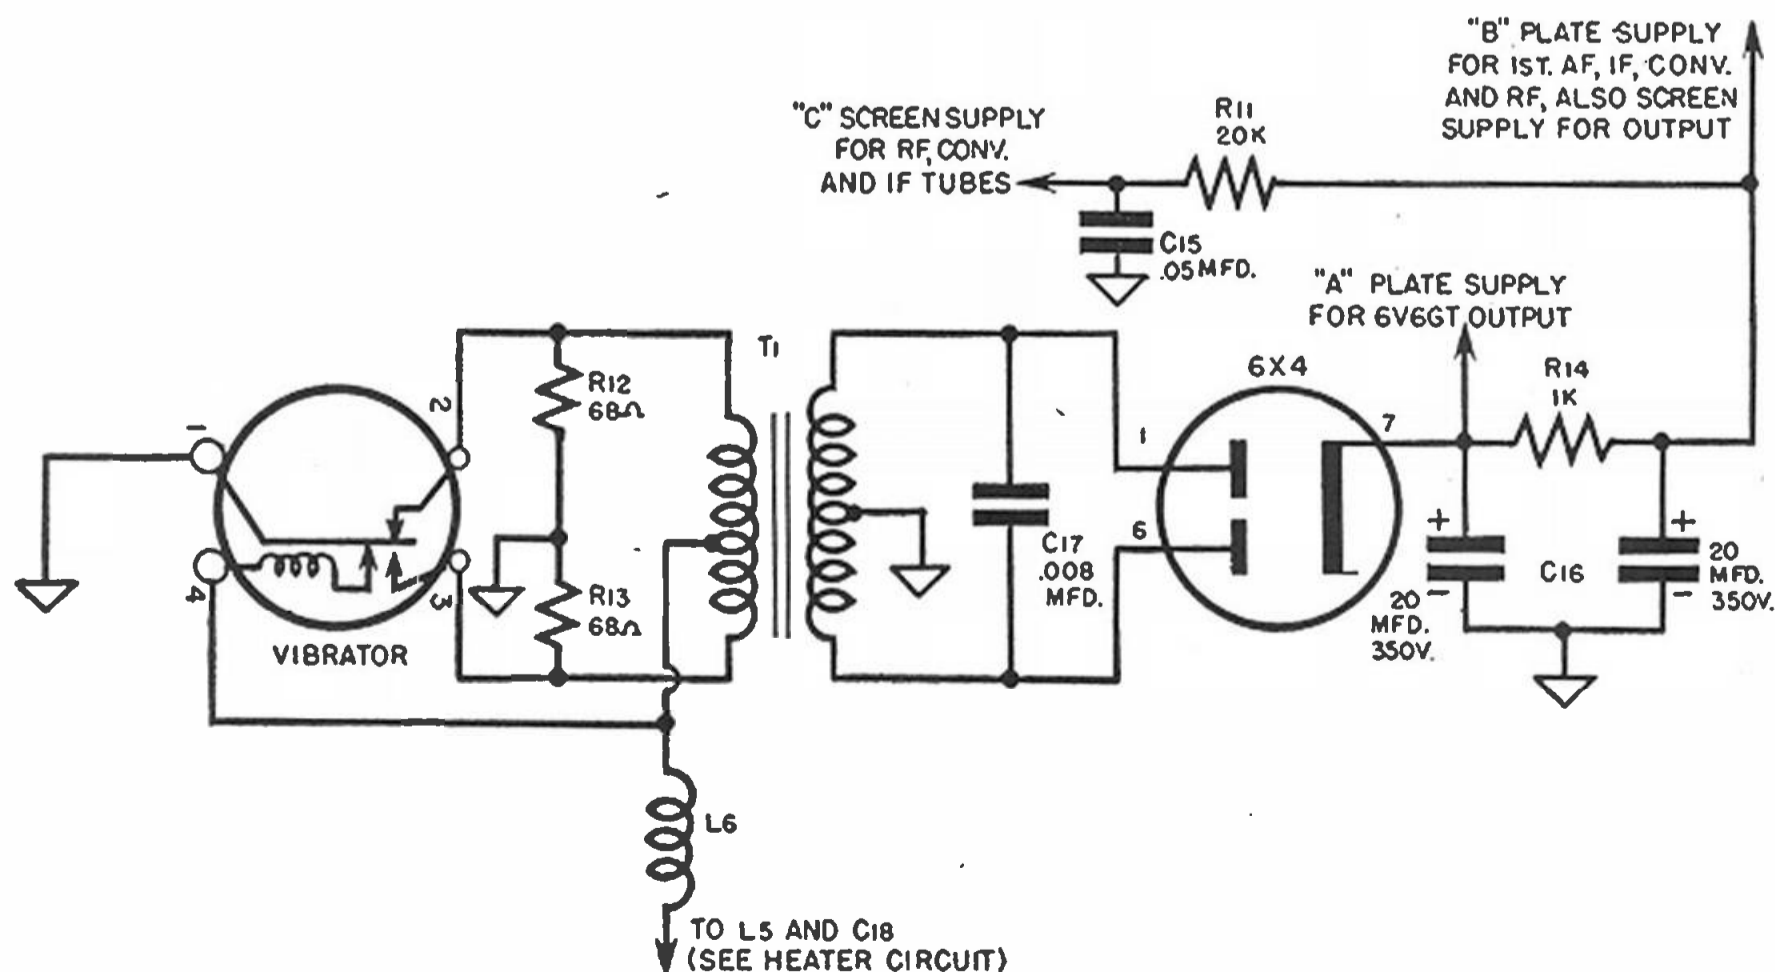 "B" PLATE SUPPLY
FOR 1ST. AF, IF, CONV.
AND RF, ALSO SCREEN
SUPPLY FOR OUTPUT
"C" SCREEN SUPPLY
FOR RF, CONV.
AND IF TUBES
R11
20K
C15
.05 MFD.
"A" PLATE SUPPLY
FOR 6V6GT OUTPUT
T1
6X4
R14
1K
R12
68Ω
1
2
1
7
6
4
3
C17
.008
MFD.
+
C16
+
20
MFD.
350V.
-
-
20
MFD.
350V.
R13
68Ω
VIBRATOR
L6
TO L5 AND C18
(SEE HEATER CIRCUIT)